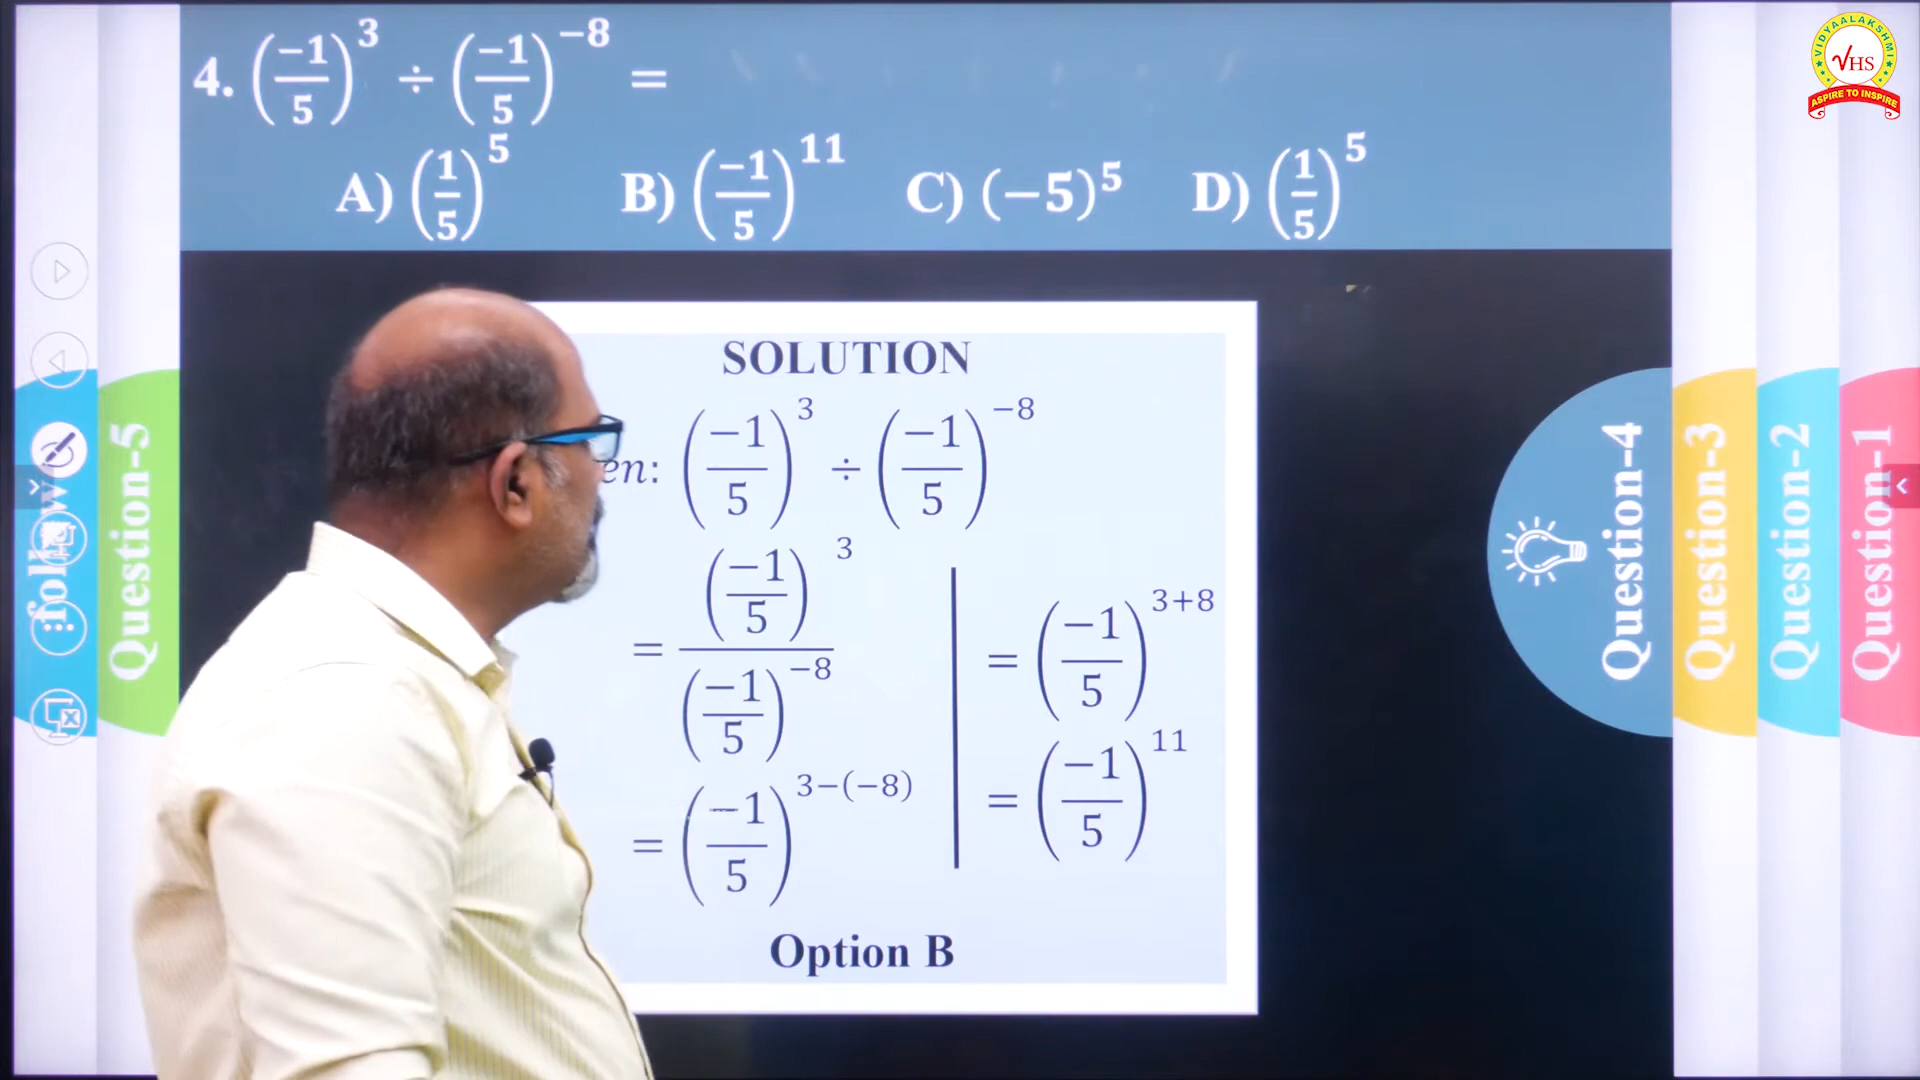 4. (−1/5)^3 ÷ (−1/5)^−8 =
A) (1/5)^5 B) (−1/5)^11 C) (−5)^5 D) (1/5)^5
VIDYAALAKSHMI
VHS
ASPIRE TO INSPIRE
SOLUTION
en: (−1/5)^3 ÷ (−1/5)^−8
= (−1/5)^3 / (−1/5)^−8
= (−1/5)^3−(−8)
= (−1/5)^3+8
= (−1/5)^11
Option B
Question-5
Question-4
Question-3
Question-2
Question-1